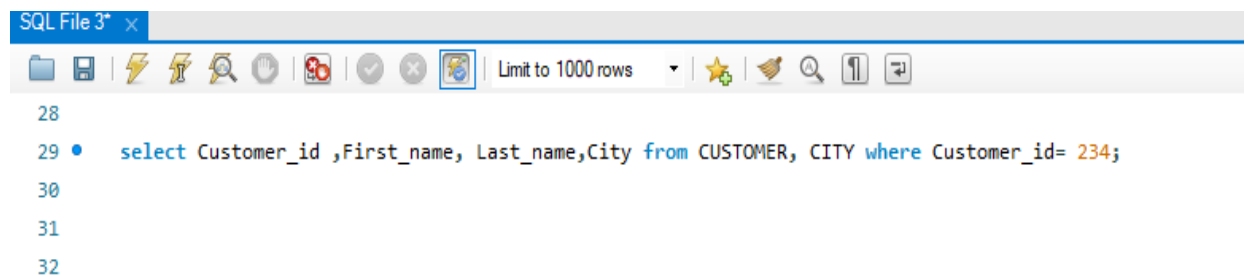 SQL File 3* ×
Limit to 1000 rows
28
29 select Customer_id ,First_name, Last_name,City from CUSTOMER, CITY where Customer_id= 234;
30
31
32